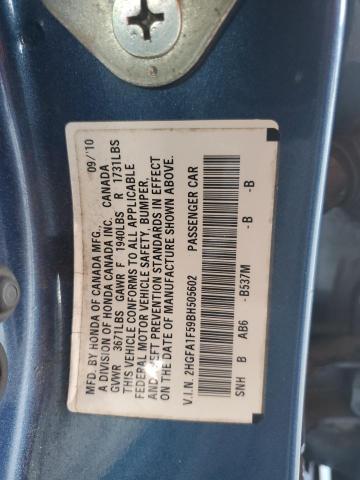 MFD. BY HONDA OF CANADA MFG., 09/'10
A DIVISION OF HONDA CANADA INC. CANADA
GVWR 3671LBS GAWR F 1940LBS R 1731LBS
THIS VEHICLE CONFORMS TO ALL APPLICABLE
FEDERAL MOTOR VEHICLE SAFETY, BUMPER,
AND THEFT PREVENTION STANDARDS IN EFFECT
ON THE DATE OF MANUFACTURE SHOWN ABOVE.
V.I.N. 2HGFA1F59BH505602 PASSENGER CAR
SNH B AB6 -B537M -B -B